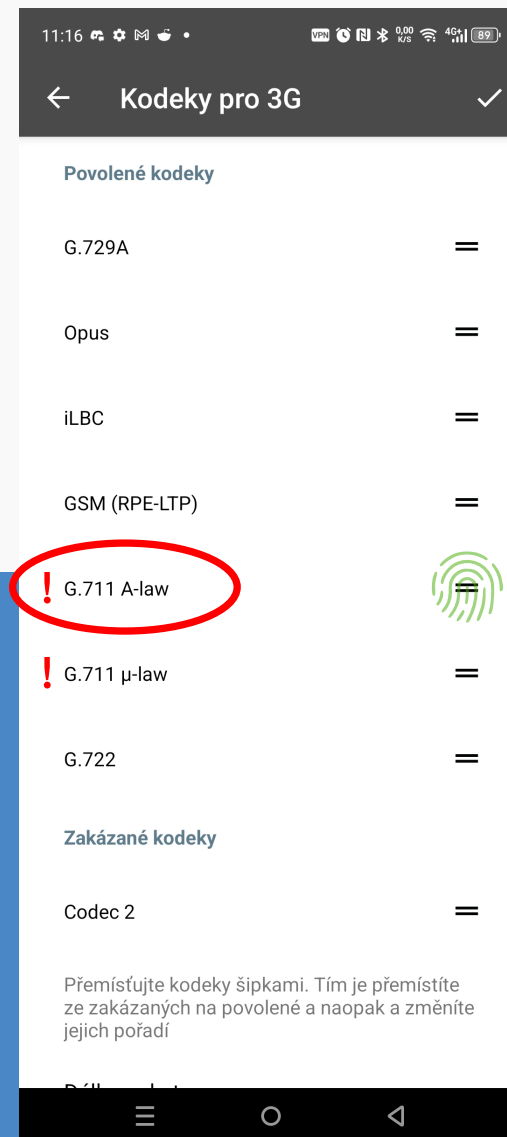 11:16
VPN
0,00
K/S
4G+
89
Kodeky pro 3G
Povolené kodeky
G.729A
Opus
iLBC
GSM (RPE-LTP)
! G.711 A-law
! G.711 µ-law
G.722
Zakázané kodeky
Codec 2
Přemísťujte kodeky šipkami. Tím je přemístíte
ze zakázaných na povolené a naopak a změníte
jejich pořadí